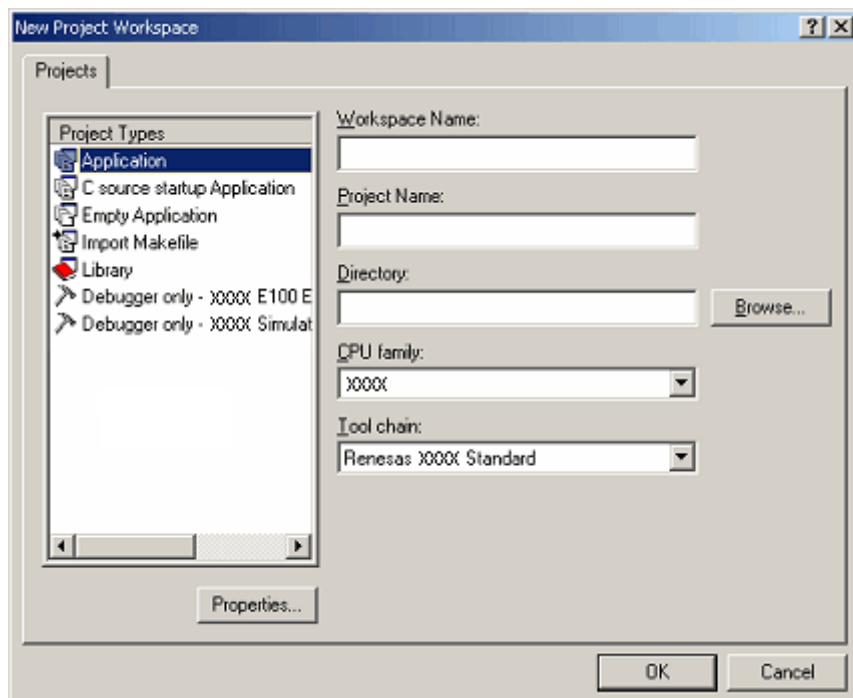 New Project Workspace
Projects
Project Types
Application
C source startup Application
Empty Application
Import Makefile
Library
Debugger only - XXXX E100 E
Debugger only - XXXX Simulat
Properties...
Workspace Name:
Project Name:
Directory:
Browse...
CPU family:
XXXX
Tool chain:
Renesas XXXX Standard
OK
Cancel